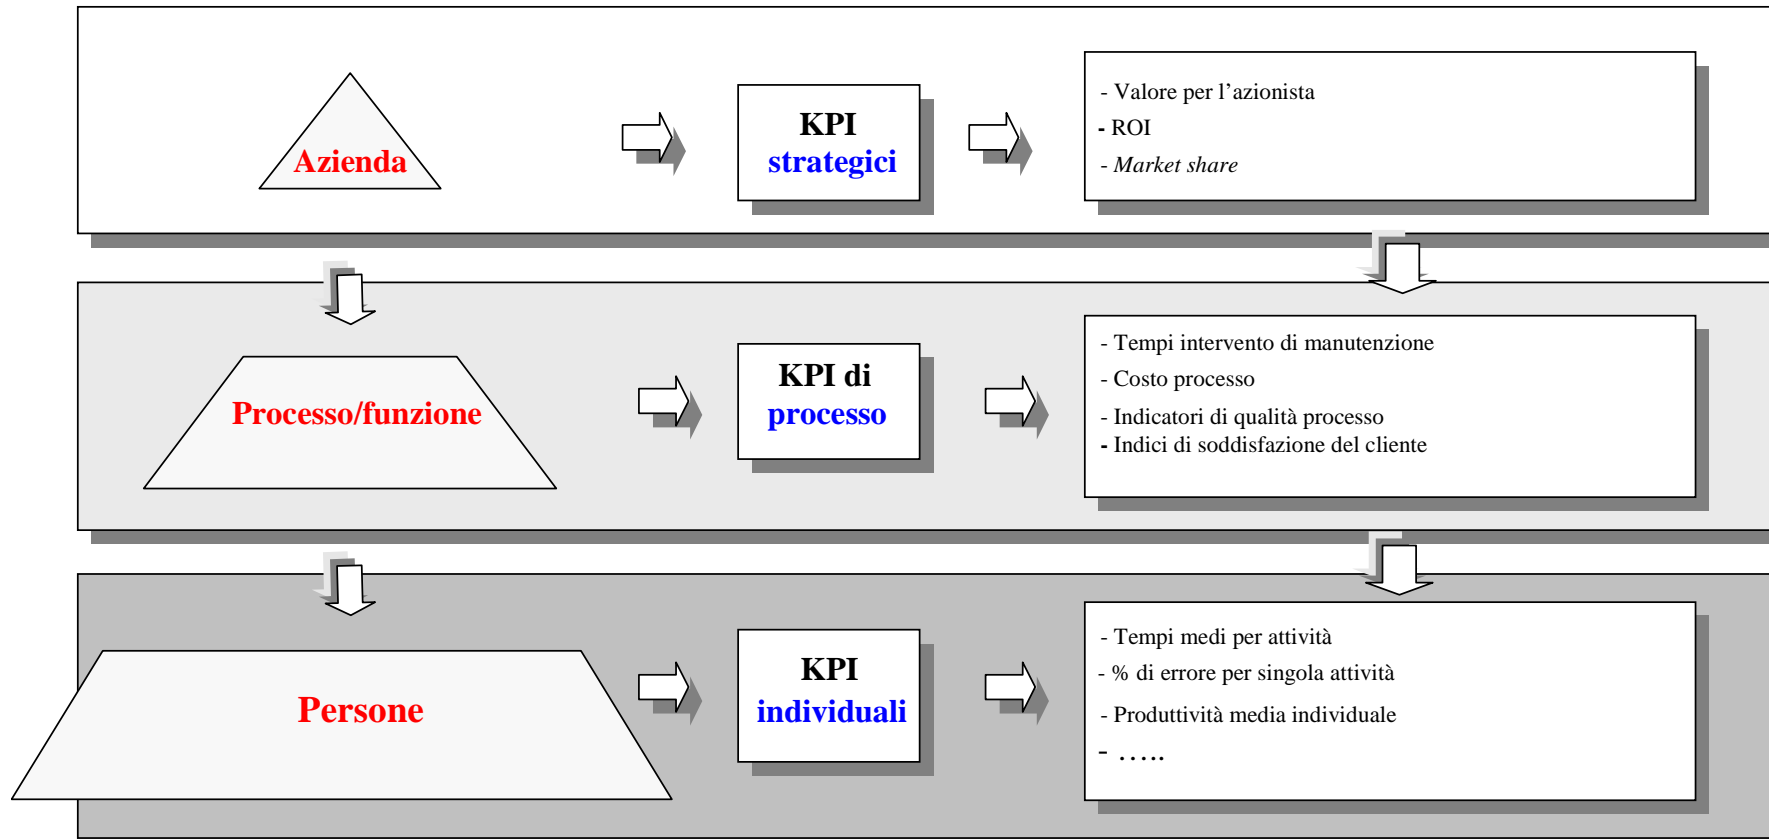 Azienda
KPI
strategici
- Valore per l’azionista
- ROI
- Market share
Processo/funzione
KPI di
processo
- Tempi intervento di manutenzione
- Costo processo
- Indicatori di qualità processo
- Indici di soddisfazione del cliente
Persone
KPI
individuali
- Tempi medi per attività
- % di errore per singola attività
- Produttività media individuale
- …..